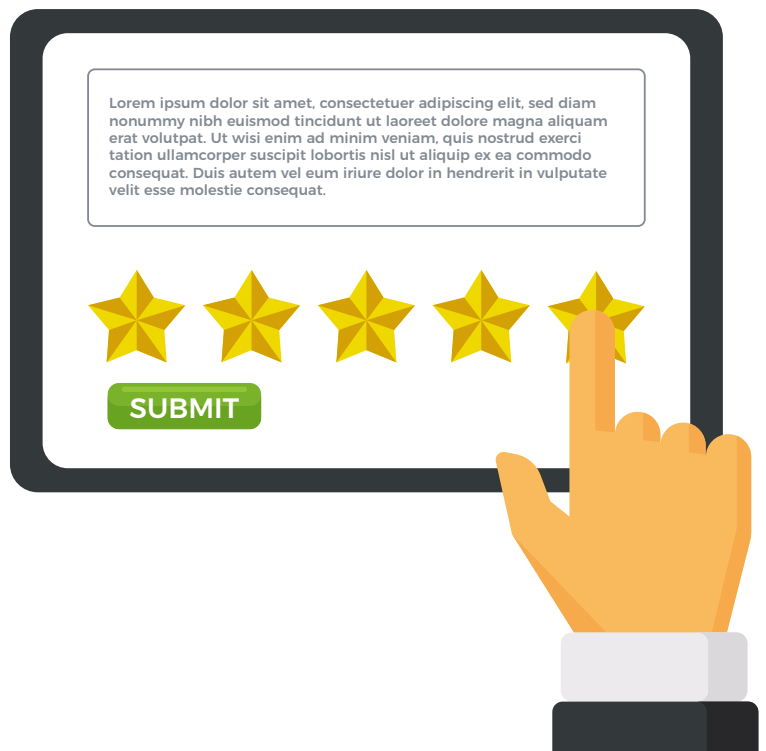 Lorem ipsum dolor sit amet, consectetuer adipiscing elit, sed diam
nonummy nibh euismod tincidunt ut laoreet dolore magna aliquam
erat volutpat. Ut wisi enim ad minim veniam, quis nostrud exerci
tation ullamcorper suscipit lobortis nisl ut aliquip ex ea commodo
consequat. Duis autem vel eum iriure dolor in hendrerit in vulputate
velit esse molestie consequat.
SUBMIT